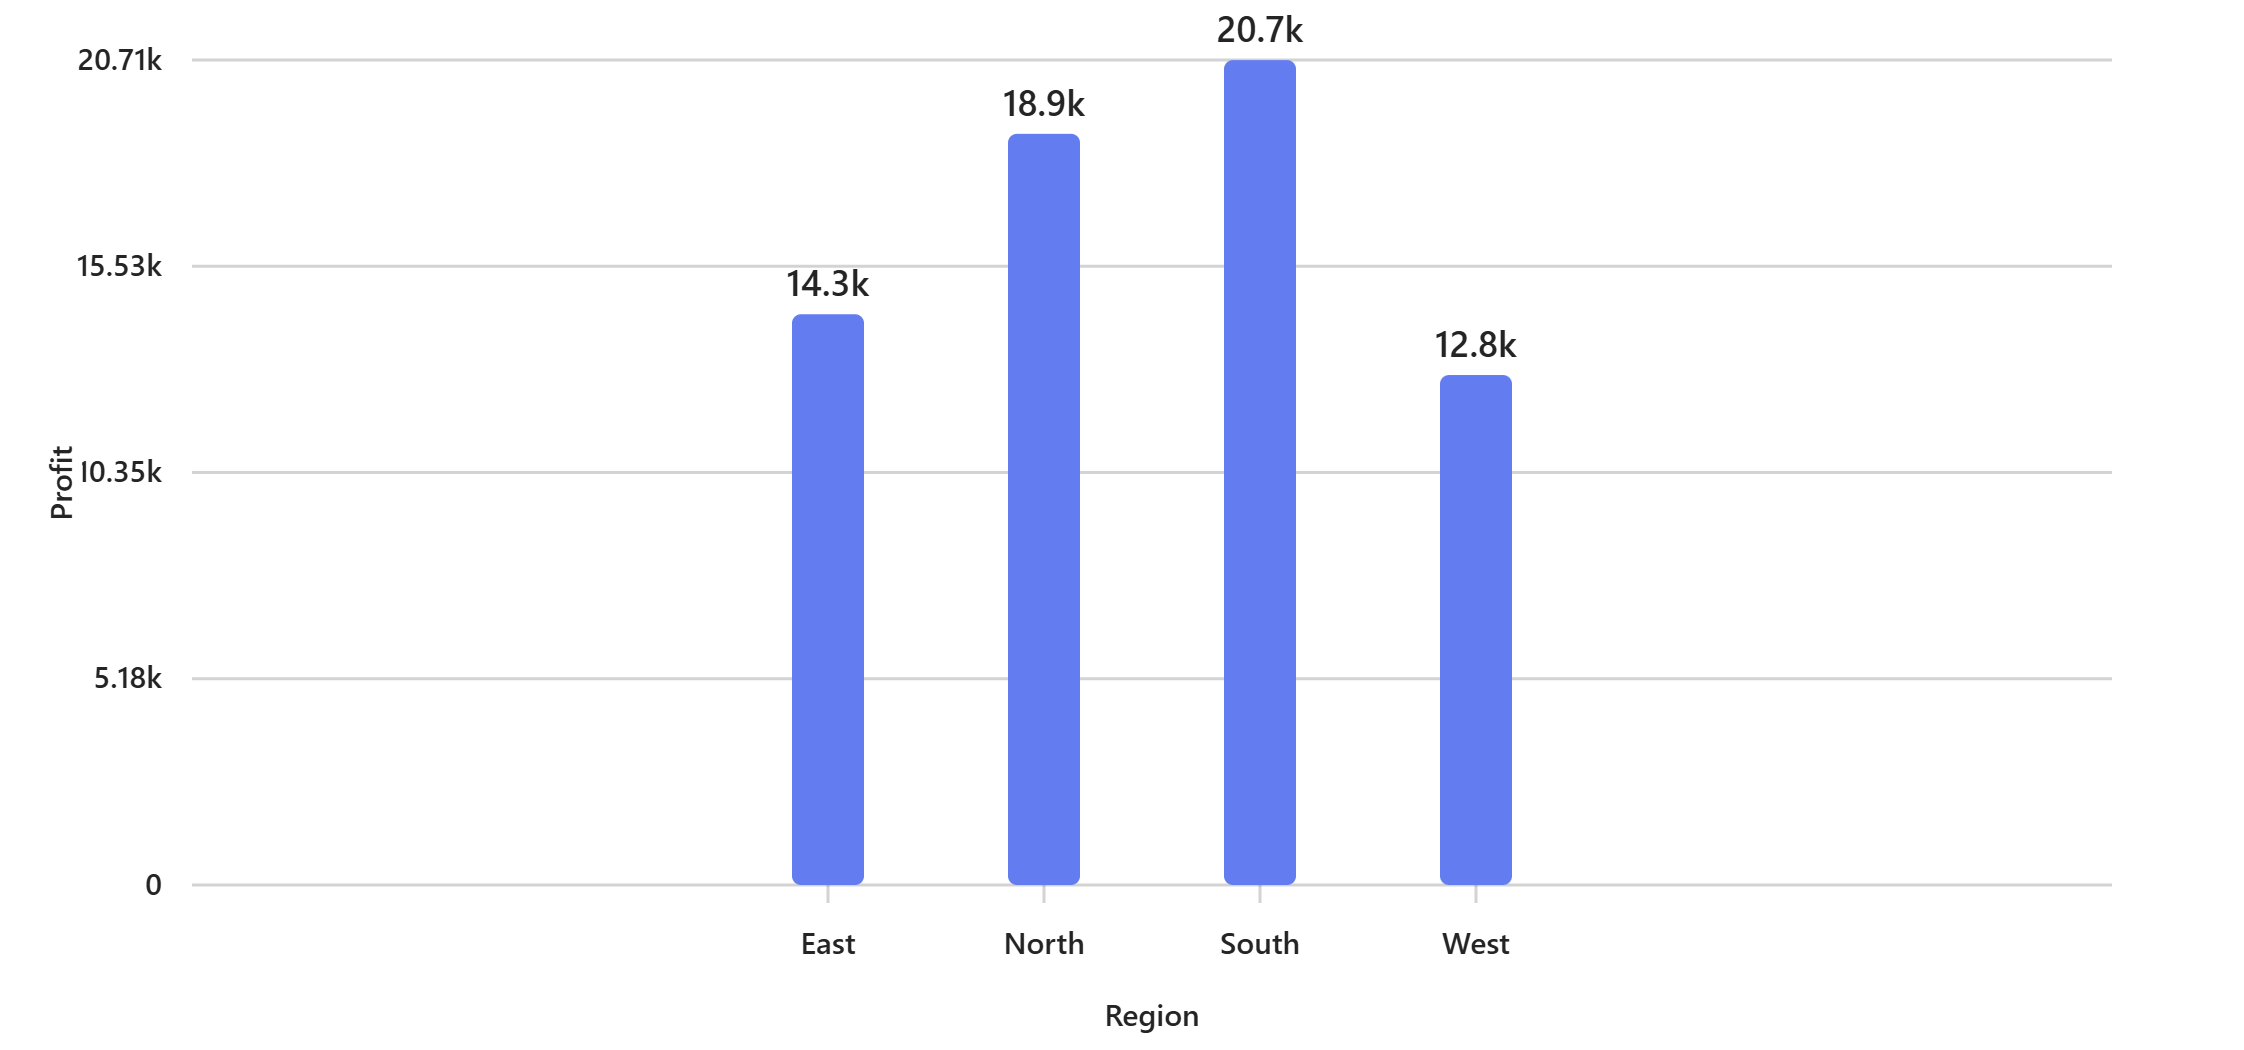 20.7k
20.71k
18.9k
15.53k
14.3k
12.8k
Profit
10.35k
5.18k
0
East North South West
Region